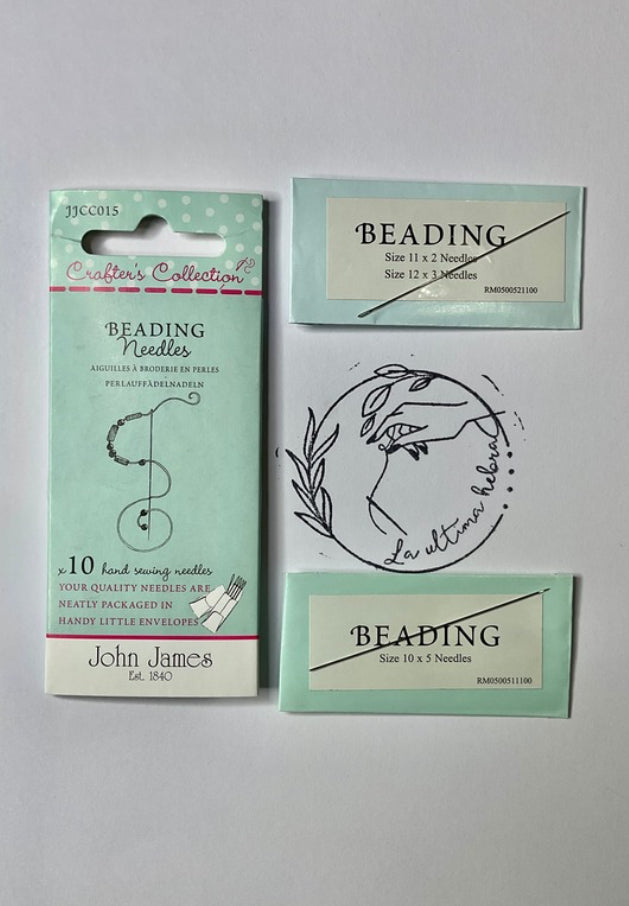 JJCC015
Crafter's Collection
BEADING
Needles
AIGUILLES À BRODERIE EN PERLES
PERLAUFFÄDELNADELN
x 10 hand sewing needles
YOUR QUALITY NEEDLES ARE
NEATLY PACKAGED IN
HANDY LITTLE ENVELOPES
John James
Est. 1840
BEADING
Size 11 x 2 Needles
Size 12 x 3 Needles
RM0500521100
La ultima hebra
BEADING
Size 10 x 5 Needles
RM0500511100